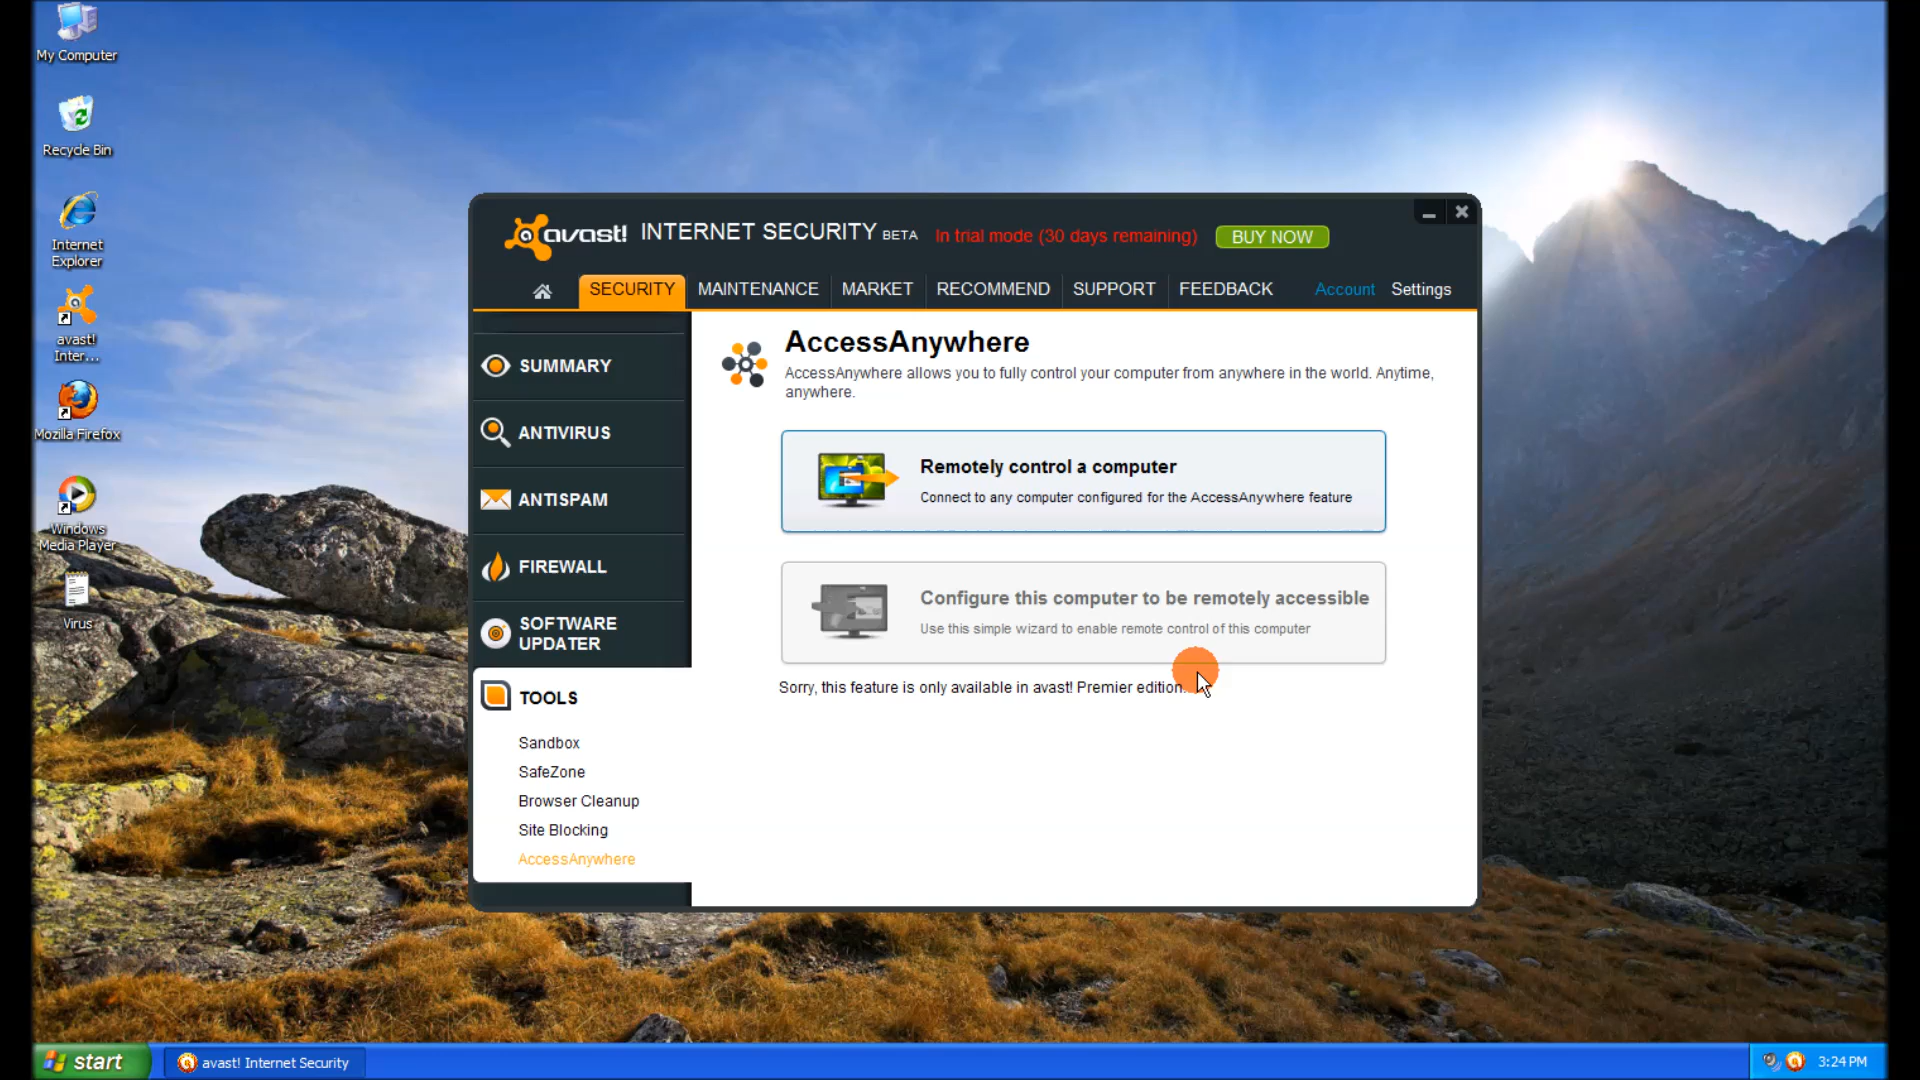 My Computer
Recycle Bin
Internet
Explorer
avast!
Inter...
Mozilla Firefox
Windows
Media Player
Virus
avast! INTERNET SECURITY BETA In trial mode (30 days remaining) BUY NOW
SECURITY MAINTENANCE MARKET RECOMMEND SUPPORT FEEDBACK Account Settings
SUMMARY
ANTIVIRUS
ANTISPAM
FIREWALL
SOFTWARE
UPDATER
TOOLS
Sandbox
SafeZone
Browser Cleanup
Site Blocking
AccessAnywhere
AccessAnywhere
AccessAnywhere allows you to fully control your computer from anywhere in the world. Anytime,
anywhere.
Remotely control a computer
Connect to any computer configured for the AccessAnywhere feature
Configure this computer to be remotely accessible
Use this simple wizard to enable remote control of this computer
Sorry, this feature is only available in avast! Premier edition.
start avast! Internet Security 3:24 PM